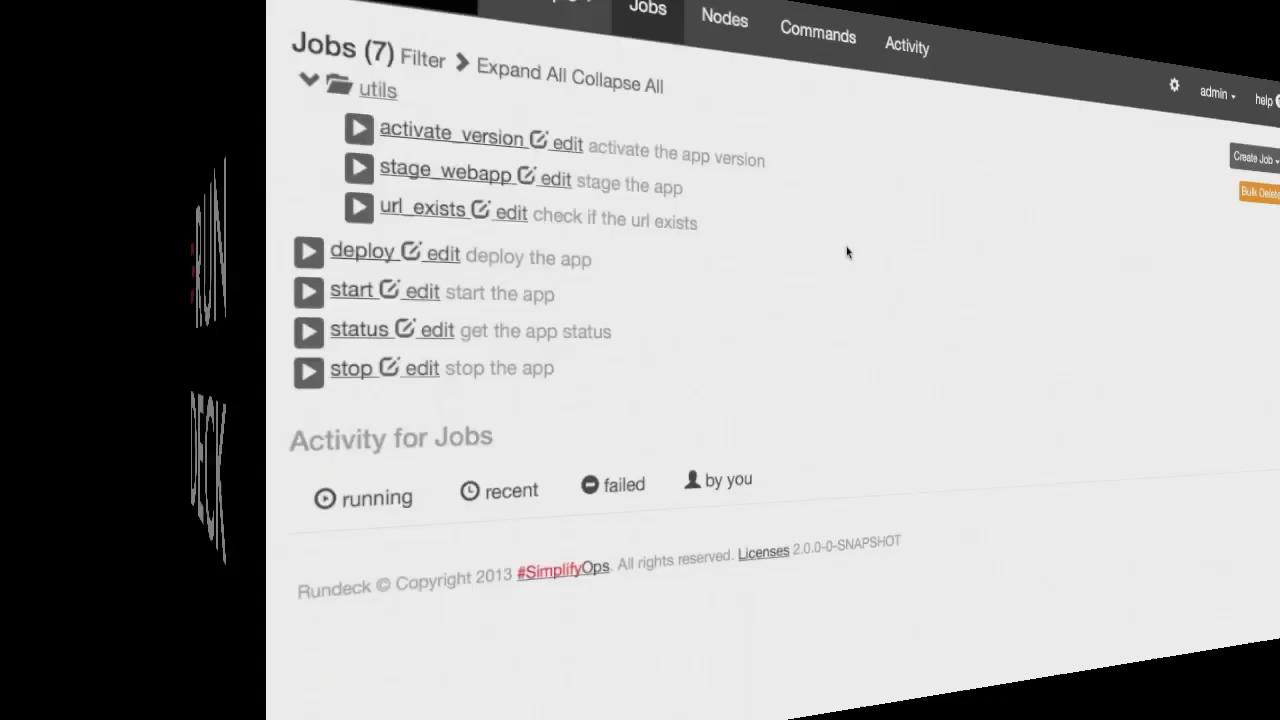 Jobs Nodes Commands Activity
admin help
Jobs (7) Filter Expand All Collapse All
utils
Create Job
activate_version edit activate the app version
stage_webapp edit stage the app
Bulk Delete
url_exists edit check if the url exists
deploy edit deploy the app
start edit start the app
status edit get the app status
stop edit stop the app
Activity for Jobs
running recent failed by you
Rundeck © Copyright 2013 #SimplifyOps. All rights reserved. Licenses 2.0.0-0-SNAPSHOT
RUN
DECK